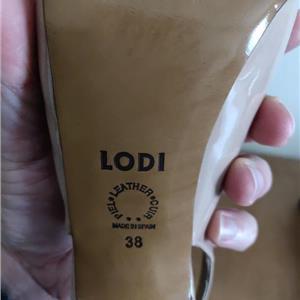 LODI
PIEL LEATHER CUIR
MADE IN SPAIN
38